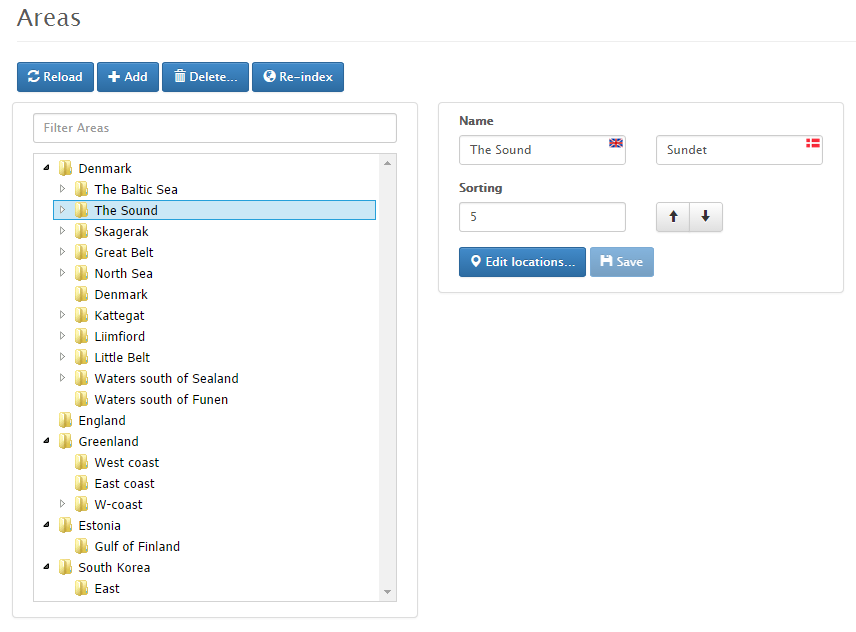 Areas
Reload Add Delete... Re-index
Filter Areas
Denmark
The Baltic Sea
The Sound
Skagerak
Great Belt
North Sea
Denmark
Kattegat
Liimfiord
Little Belt
Waters south of Sealand
Waters south of Funen
England
Greenland
West coast
East coast
W-coast
Estonia
Gulf of Finland
South Korea
East
Name
The Sound Sundet
Sorting
5
Edit locations... Save